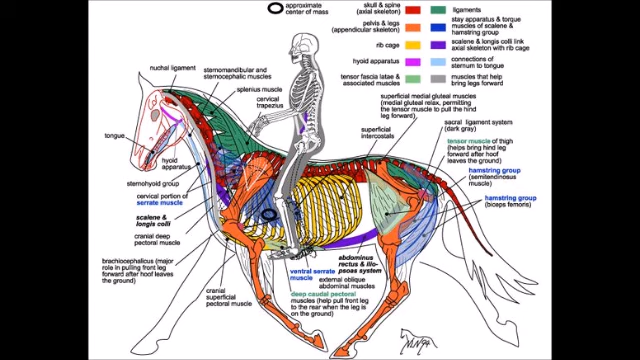 approximate
center of mass
skull & spine
(axial skeleton)
pelvis & legs
(appendicular skeleton)
rib cage
hyoid apparatus
tensor fascia latae &
associated muscles
ligaments
stay apparatus & torque
muscles of scalene &
hamstring group
scalene & longis colli link
axial skeleton with rib cage
connections of
sternum to tongue
muscles that help
bring legs forward
nuchal ligament
sternomandibular and
sternocephalic muscles
splenius muscle
cervical
trapezius
superficial medial gluteal muscles
(medial gluteal relax, permitting
the tensor muscle to pull the hind
leg forward)
superficial
intercostals
sacral ligament system
(dark gray)
tensor muscle of thigh
(helps bring hind leg
forward after hoof
leaves the ground)
hamstring group
(semitendinosus
muscle)
hamstring group
(biceps femoris)
tongue
hyoid
apparatus
sternohyoid group
cervical portion of
serrate muscle
scalene &
longis colli
cranial deep
pectoral muscle
brachiocephalicus (major
role in pulling front leg
forward after hoof leaves
the ground)
cranial
superficial
pectoral muscle
ventral serrate
muscle
abdominus
rectus & ilio-
psoas system
external oblique
abdominal muscles
deep caudal pectoral
muscles (help pull front leg
to the rear when the leg is
on the ground)